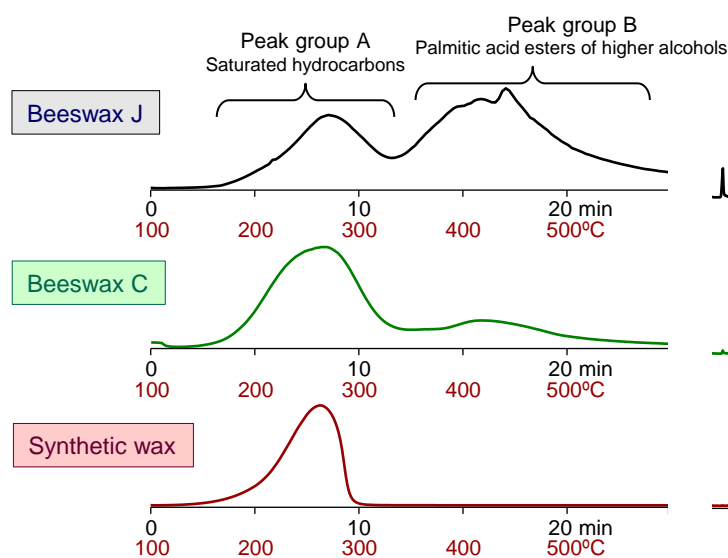 Peak group A
Saturated hydrocarbons
Peak group B
Palmitic acid esters of higher alcohols
Beeswax J
0 10 20 min
100 200 300 400 500ºC
Beeswax C
0 10 20 min
100 200 300 400 500ºC
Synthetic wax
0 10 20 min
100 200 300 400 500ºC